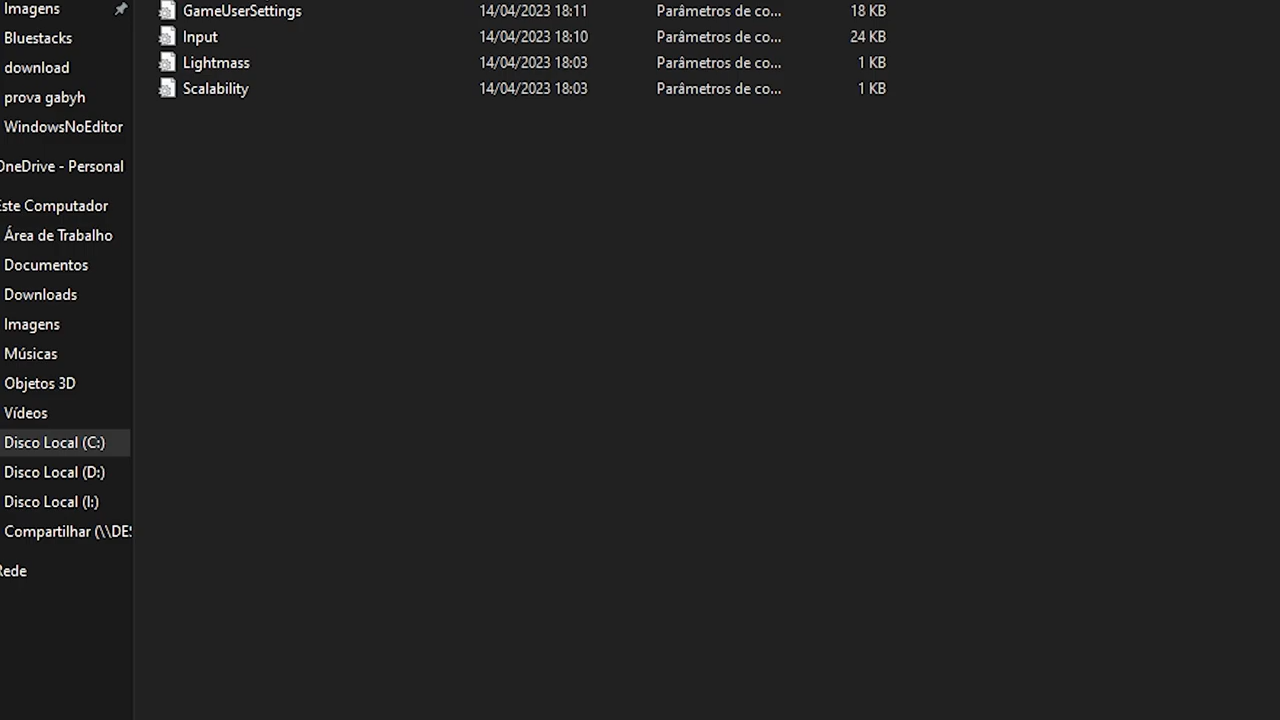 Imagens
Bluestacks
download
prova gabyh
WindowsNoEditor
OneDrive - Personal
Este Computador
Área de Trabalho
Documentos
Downloads
Imagens
Músicas
Objetos 3D
Vídeos
Disco Local (C:)
Disco Local (D:)
Disco Local (I:)
Compartilhar (\\DES
Rede
GameUserSettings 14/04/2023 18:11 Parâmetros de co... 18 KB
Input 14/04/2023 18:10 Parâmetros de co... 24 KB
Lightmass 14/04/2023 18:03 Parâmetros de co... 1 KB
Scalability 14/04/2023 18:03 Parâmetros de co... 1 KB